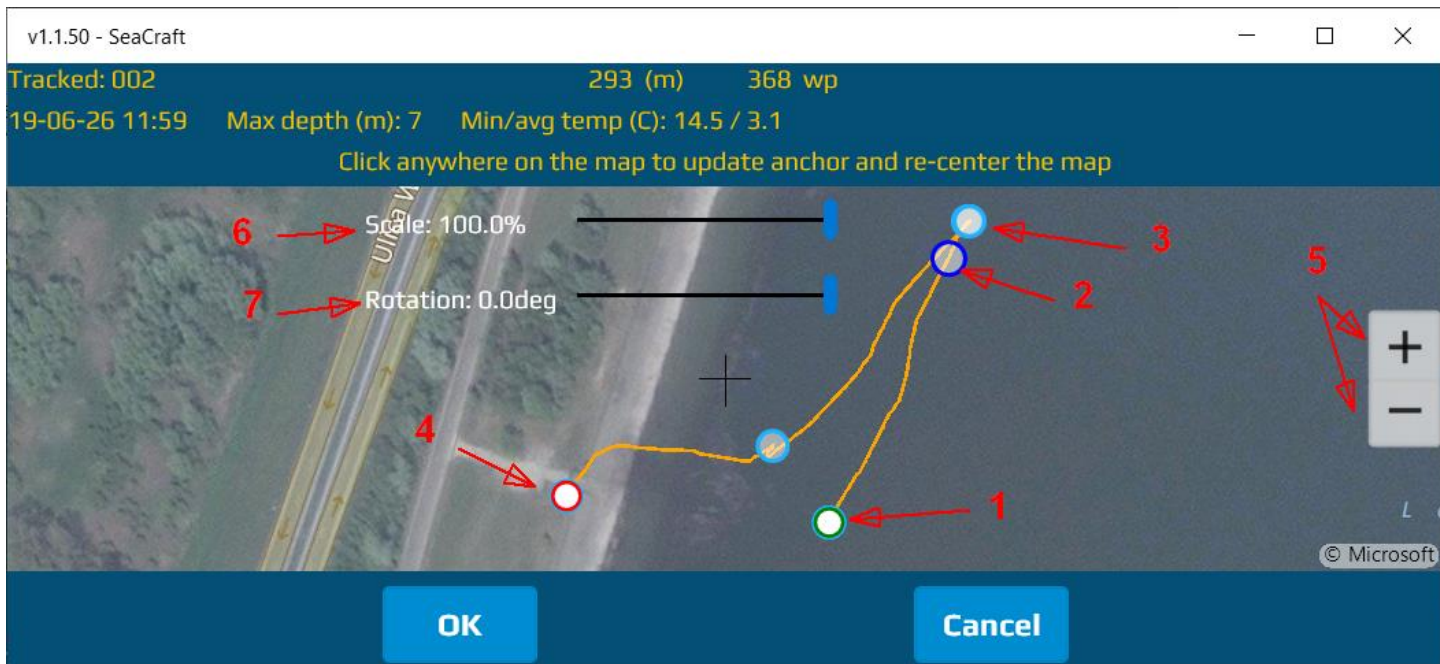 v1.1.50 - SeaCraft
Tracked: 002 293 (m) 368 wp
19-06-26 11:59 Max depth (m): 7 Min/avg temp (C): 14.5 / 3.1
Click anywhere on the map to update anchor and re-center the map
6 Scale: 100.0% 3
5
7 Rotation: 0.0deg 2
+
4 −
1
L
© Microsoft
OK Cancel